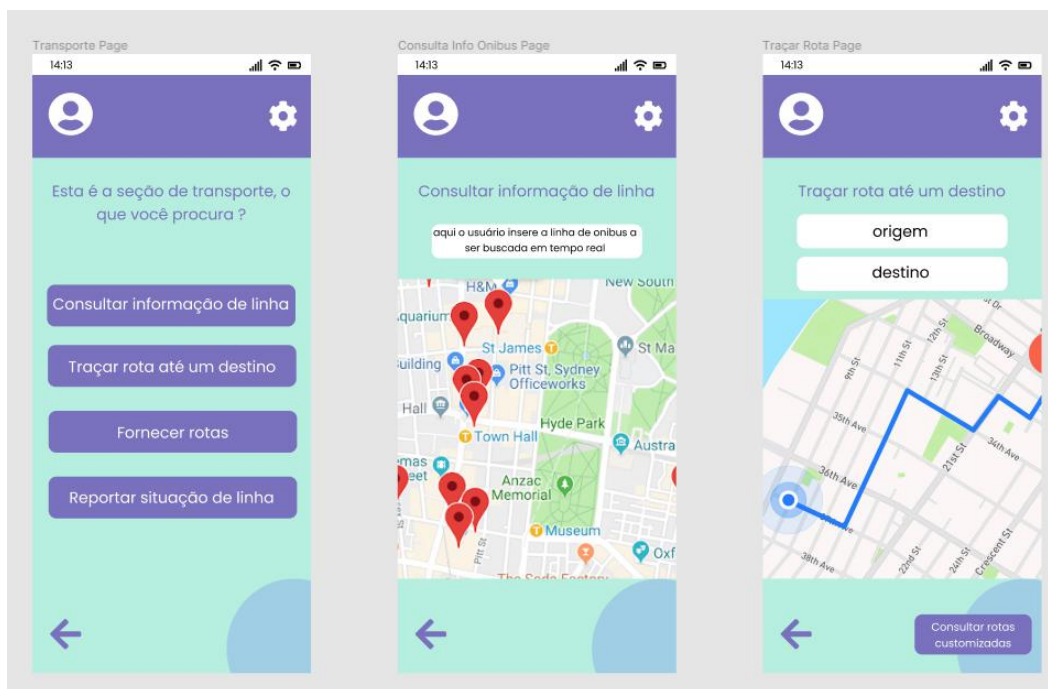 Transporte Page
14:13
Esta é a seção de transporte, o
que você procura ?
Consultar informação de linha
Traçar rota até um destino
Fornecer rotas
Reportar situação de linha
Consulta Info Onibus Page
14:13
Consultar informação de linha
aqui o usuário insere a linha de onibus a
ser buscada em tempo real
H&M
New South
quarium
St James
St Ma
uilding
Pitt St, Sydney
Officeworks
Hall
Hyde Park
Town Hall
Austra
mas
eet
Anzac
Memorial
Museum
Pitt St
Oxf
Traçar Rota Page
14:13
Traçar rota até um destino
origem
destino
12th St
Broadway
11th St
9th St
13th St
35th Ave
34th Ave
21st St
36th Ave
38th Ave
22nd St
24th St
Crescent St
Consultar rotas
customizadas